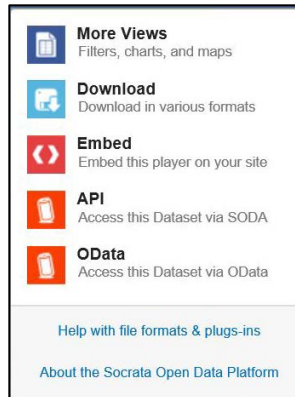 More Views
Filters, charts, and maps
Download
Download in various formats
Embed
Embed this player on your site
API
Access this Dataset via SODA
OData
Access this Dataset via OData
Help with file formats & plugs-ins
About the Socrata Open Data Platform